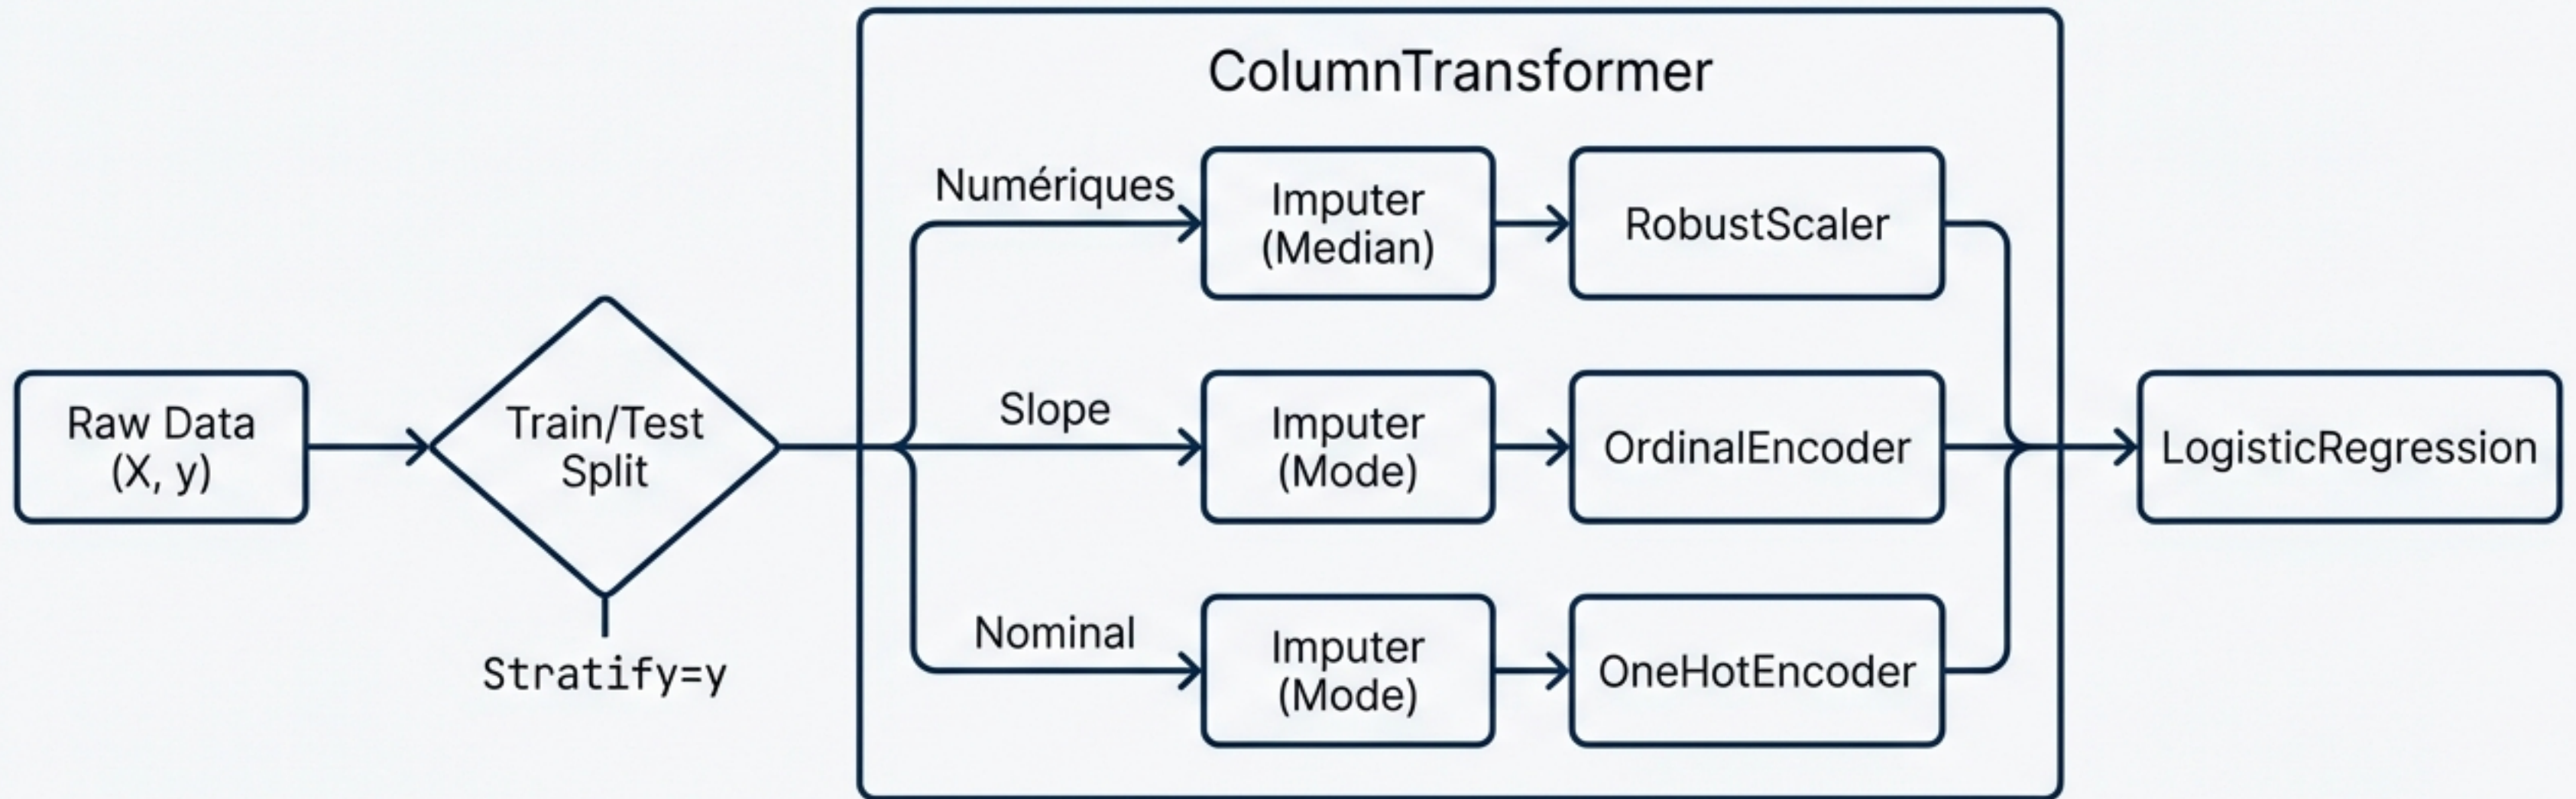 ColumnTransformer
Raw Data
(X, y)
Train/Test
Split
Stratify=y
Numériques
Imputer
(Median)
RobustScaler
Slope
Imputer
(Mode)
OrdinalEncoder
Nominal
Imputer
(Mode)
OneHotEncoder
LogisticRegression